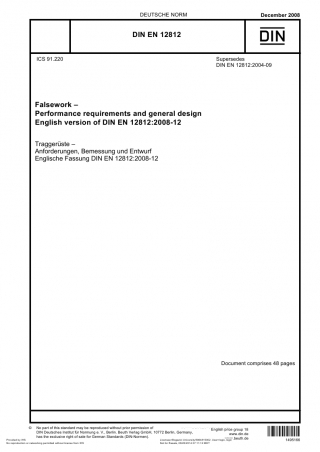 DEUTSCHE NORM
December 2008
DIN EN 12812
DIN
ICS 91.220
Supersedes
DIN EN 12812:2004-09
Falsework –
Performance requirements and general design
English version of DIN EN 12812:2008-12
Traggerüste –
Anforderungen, Bemessung und Entwurf
Englische Fassung DIN EN 12812:2008-12
Document comprises 48 pages
No part of this standard may be reproduced without prior permission of
DIN Deutsches Institut für Normung e. V., Berlin. Beuth Verlag GmbH, 10772 Berlin, Germany,
has the exclusive right of sale for German Standards (DIN-Normen).
English price group 18
www.din.de
www.beuth.de